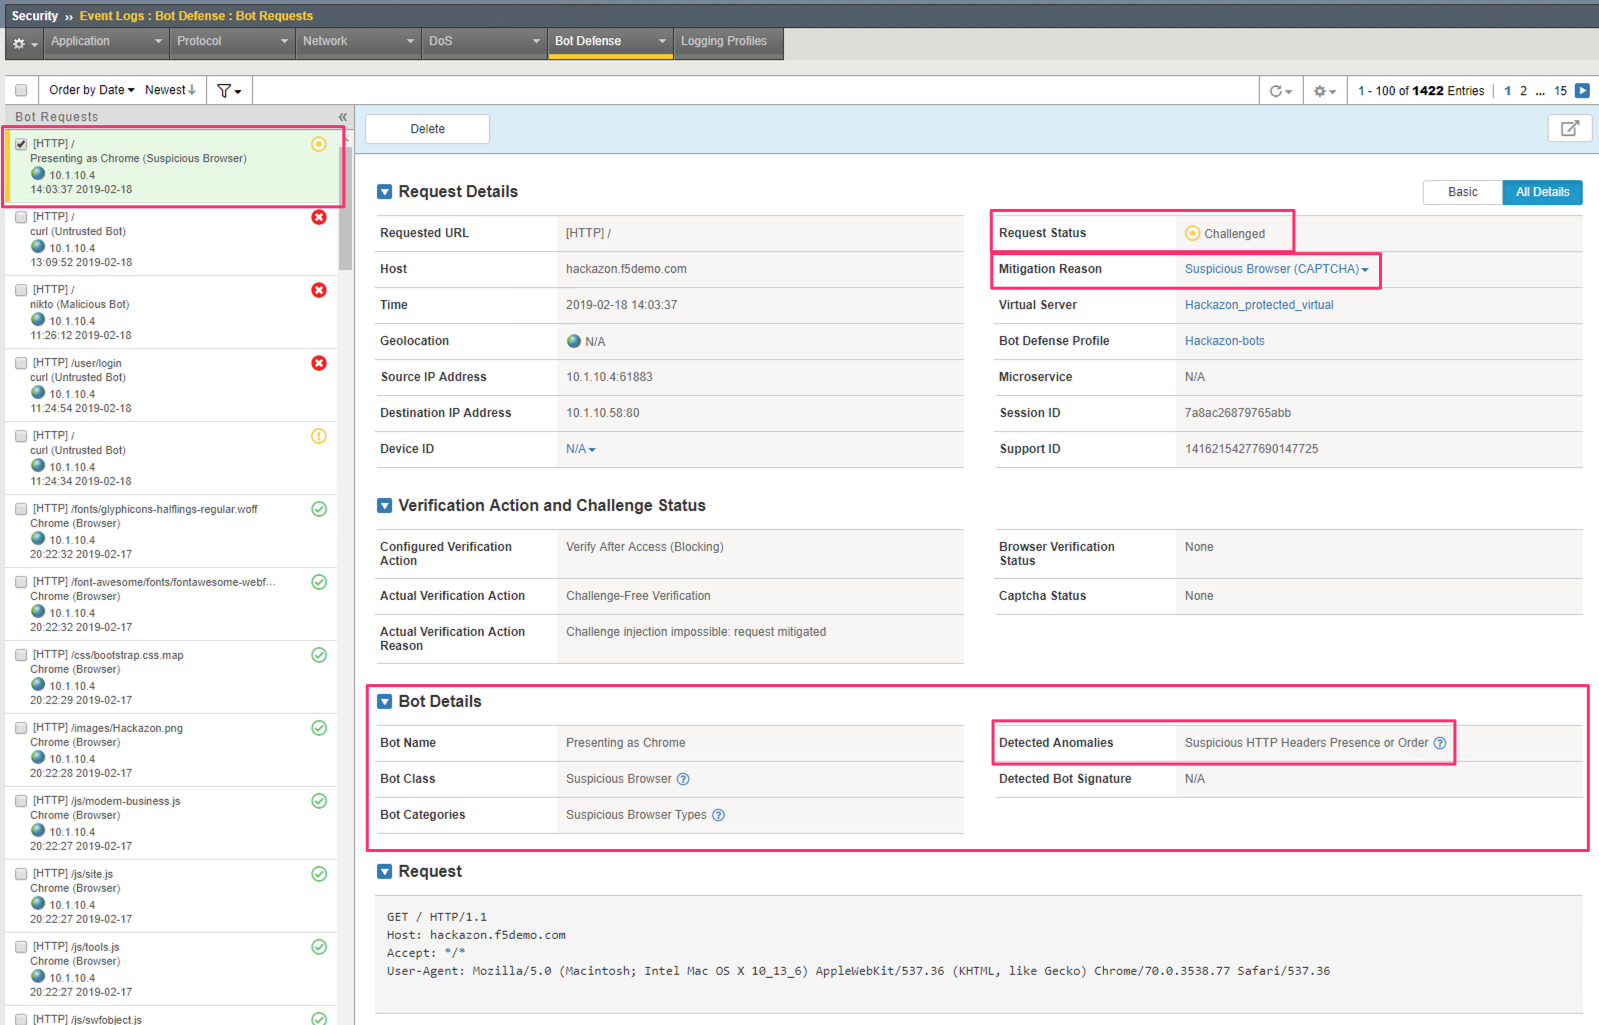 Security ›› Event Logs : Bot Defense : Bot Requests
Application
Protocol
Network
DoS
Bot Defense
Logging Profiles
Order by Date
Newest
1 - 100 of 1422 Entries
1 2 ... 15
Bot Requests
«
[HTTP] /
Presenting as Chrome (Suspicious Browser)
10.1.10.4
14:03:37 2019-02-18
[HTTP] /
curl (Untrusted Bot)
10.1.10.4
13:09:52 2019-02-18
[HTTP] /
nikto (Malicious Bot)
10.1.10.4
11:26:12 2019-02-18
[HTTP] /user/login
curl (Untrusted Bot)
10.1.10.4
11:24:54 2019-02-18
[HTTP] /
curl (Untrusted Bot)
10.1.10.4
11:24:34 2019-02-18
[HTTP] /fonts/glyphicons-halflings-regular.woff
Chrome (Browser)
10.1.10.4
20:22:32 2019-02-17
[HTTP] /font-awesome/fonts/fontawesome-webf...
Chrome (Browser)
10.1.10.4
20:22:32 2019-02-17
[HTTP] /css/bootstrap.css.map
Chrome (Browser)
10.1.10.4
20:22:29 2019-02-17
[HTTP] /images/Hackazon.png
Chrome (Browser)
10.1.10.4
20:22:28 2019-02-17
[HTTP] /js/modern-business.js
Chrome (Browser)
10.1.10.4
20:22:27 2019-02-17
[HTTP] /js/site.js
Chrome (Browser)
10.1.10.4
20:22:27 2019-02-17
[HTTP] /js/tools.js
Chrome (Browser)
10.1.10.4
20:22:27 2019-02-17
[HTTP] /js/swfobject.js
Delete
Request Details
Basic
All Details
Requested URL [HTTP] /
Host hackazon.f5demo.com
Time 2019-02-18 14:03:37
Geolocation N/A
Source IP Address 10.1.10.4:61883
Destination IP Address 10.1.10.58:80
Device ID N/A
Request Status Challenged
Mitigation Reason Suspicious Browser (CAPTCHA)
Virtual Server Hackazon_protected_virtual
Bot Defense Profile Hackazon-bots
Microservice N/A
Session ID 7a8ac26879765abb
Support ID 14162154277690147725
Verification Action and Challenge Status
Configured Verification Verify After Access (Blocking)
Action
Actual Verification Action Challenge-Free Verification
Actual Verification Action Challenge injection impossible: request mitigated
Reason
Browser Verification None
Status
Captcha Status None
Bot Details
Bot Name Presenting as Chrome
Bot Class Suspicious Browser ?
Bot Categories Suspicious Browser Types ?
Detected Anomalies Suspicious HTTP Headers Presence or Order ?
Detected Bot Signature N/A
Request
GET / HTTP/1.1
Host: hackazon.f5demo.com
Accept: */*
User-Agent: Mozilla/5.0 (Macintosh; Intel Mac OS X 10_13_6) AppleWebKit/537.36 (KHTML, like Gecko) Chrome/70.0.3538.77 Safari/537.36